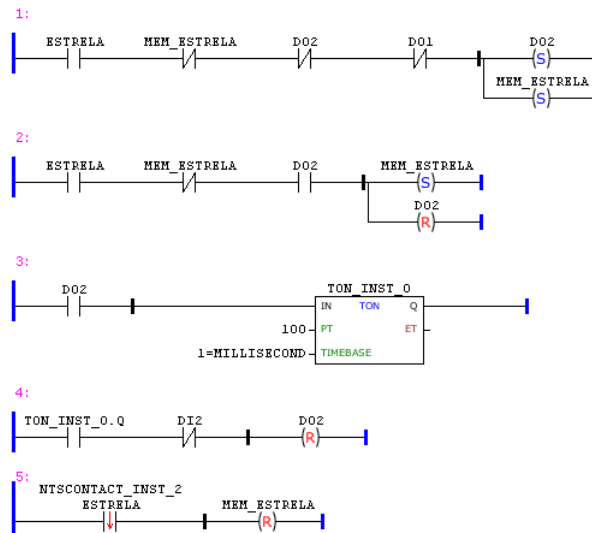 1:
ESTRELA MEM_ESTRELA DO2 DO1 DO2
(S)
MEM_ESTRELA
(S)
2:
ESTRELA MEM_ESTRELA DO2 MEM_ESTRELA
(S)
DO2
(R)
3:
DO2 TON_INST_0
IN TON Q
100 PT ET
1=MILLISECOND TIMEBASE
4:
TON_INST_0.Q DI2 DO2
(R)
5:
NTSCONTACT_INST_2
ESTRELA MEM_ESTRELA
(R)